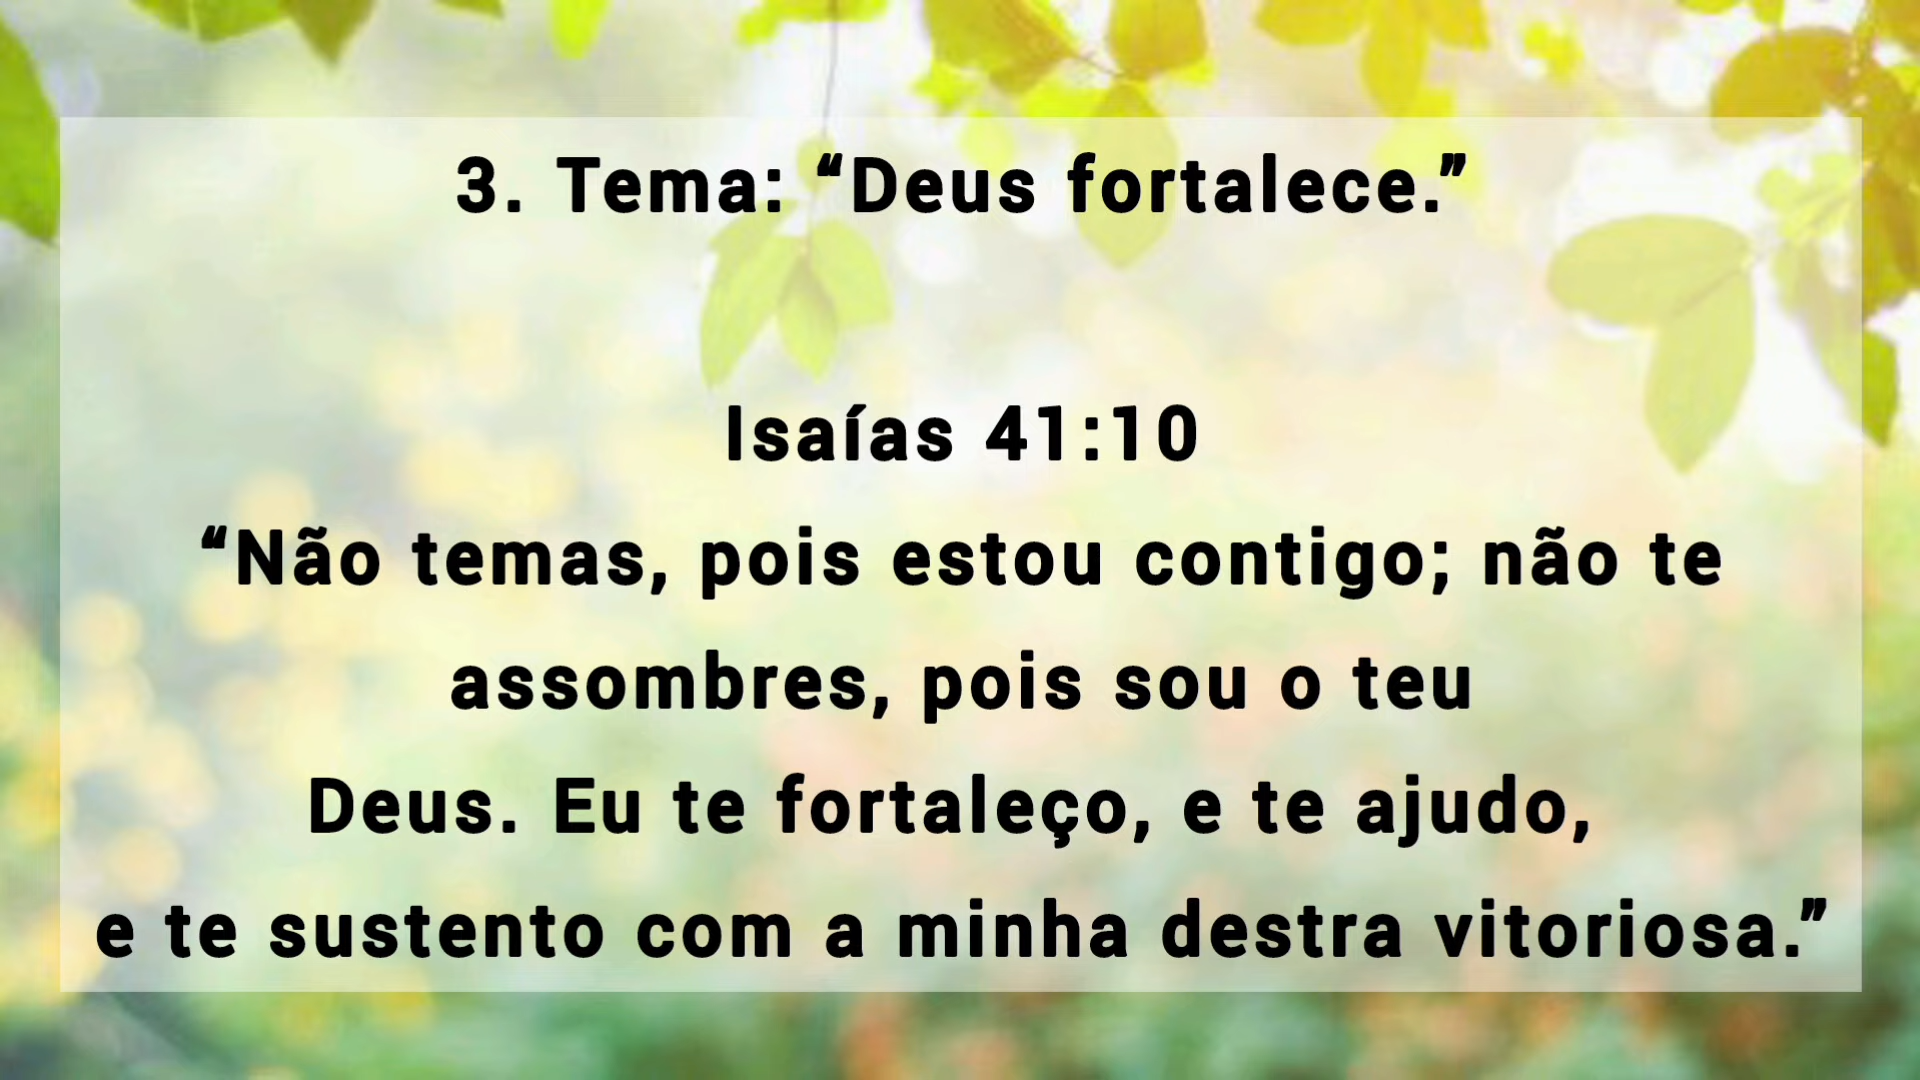 3. Tema: “Deus fortalece.”
Isaías 41:10
“Não temas, pois estou contigo; não te
assombres, pois sou o teu
Deus. Eu te fortaleço, e te ajudo,
e te sustento com a minha destra vitoriosa.”